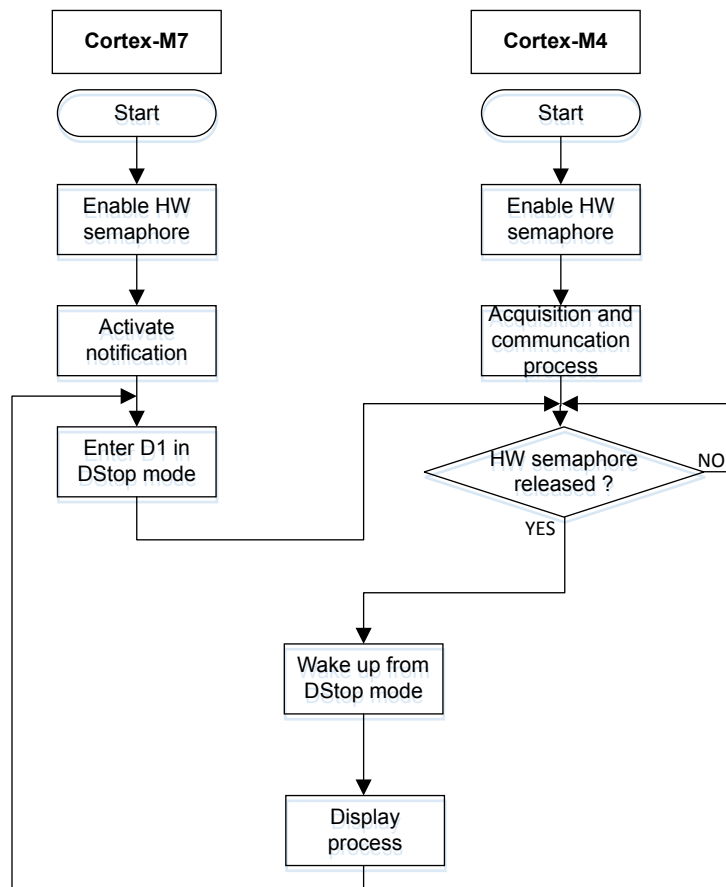 Cortex-M7
Cortex-M4
Start
Start
Enable HW
semaphore
Enable HW
semaphore
Activate
notification
Acquisition and
communcation
process
Enter D1 in
DStop mode
HW semaphore
released ?
NO
YES
Wake up from
DStop mode
Display
process